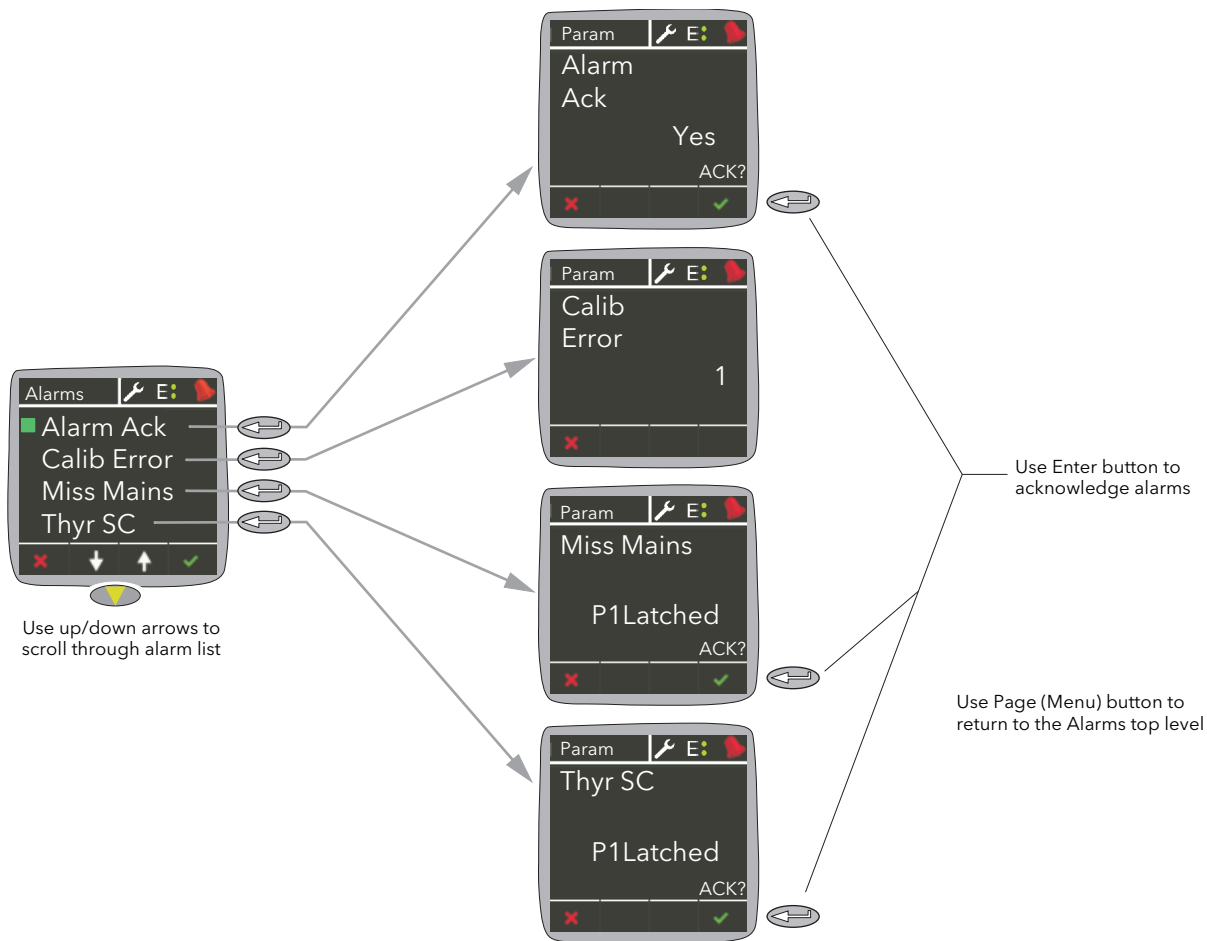 Alarms E:
Alarm Ack
Calib Error
Miss Mains
Thyr SC
Use up/down arrows to
scroll through alarm list
Param E:
Alarm
Ack
Yes
ACK?
Param E:
Calib
Error
1
Param E:
Miss Mains
P1Latched
ACK?
Param E:
Thyr SC
P1Latched
ACK?
Use Enter button to
acknowledge alarms
Use Page (Menu) button to
return to the Alarms top level